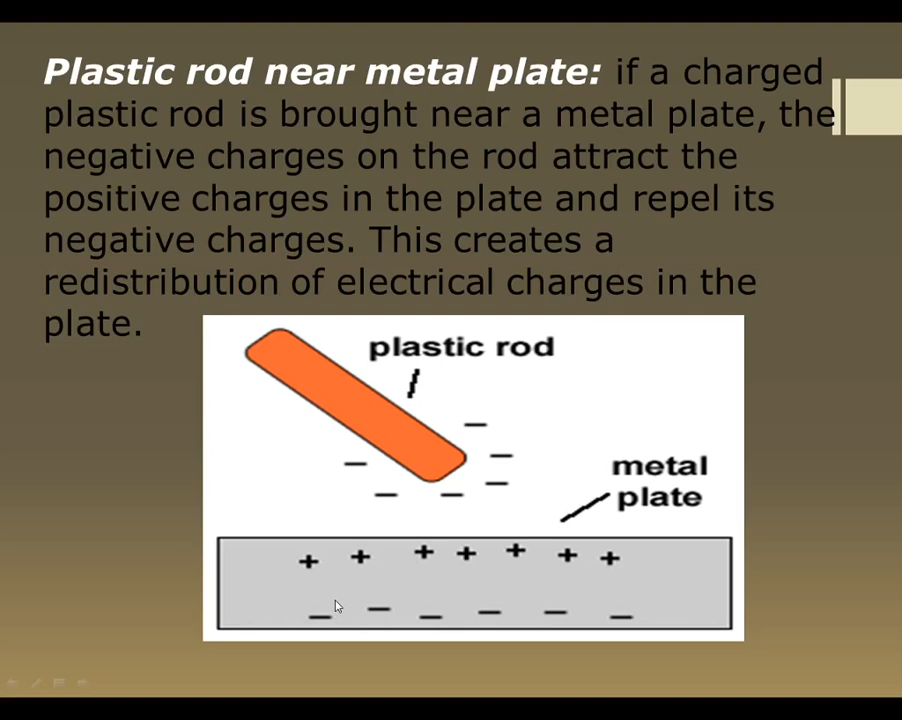 Plastic rod near metal plate: if a charged
plastic rod is brought near a metal plate, the
negative charges on the rod attract the
positive charges in the plate and repel its
negative charges. This creates a
redistribution of electrical charges in the
plate.
plastic rod
metal
plate
+ + + + + + +